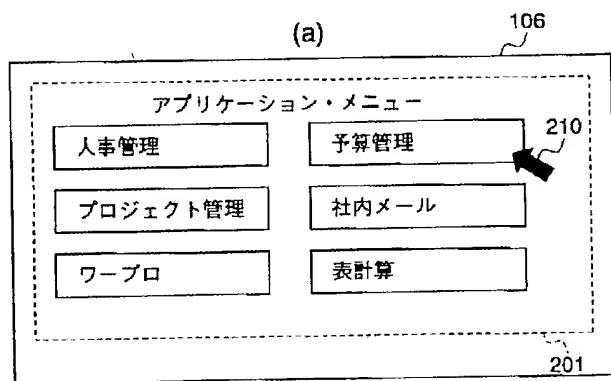 (a)
106
アプリケーション・メニュー
人事管理
予算管理
210
プロジェクト管理
社内メール
ワープロ
表計算
201